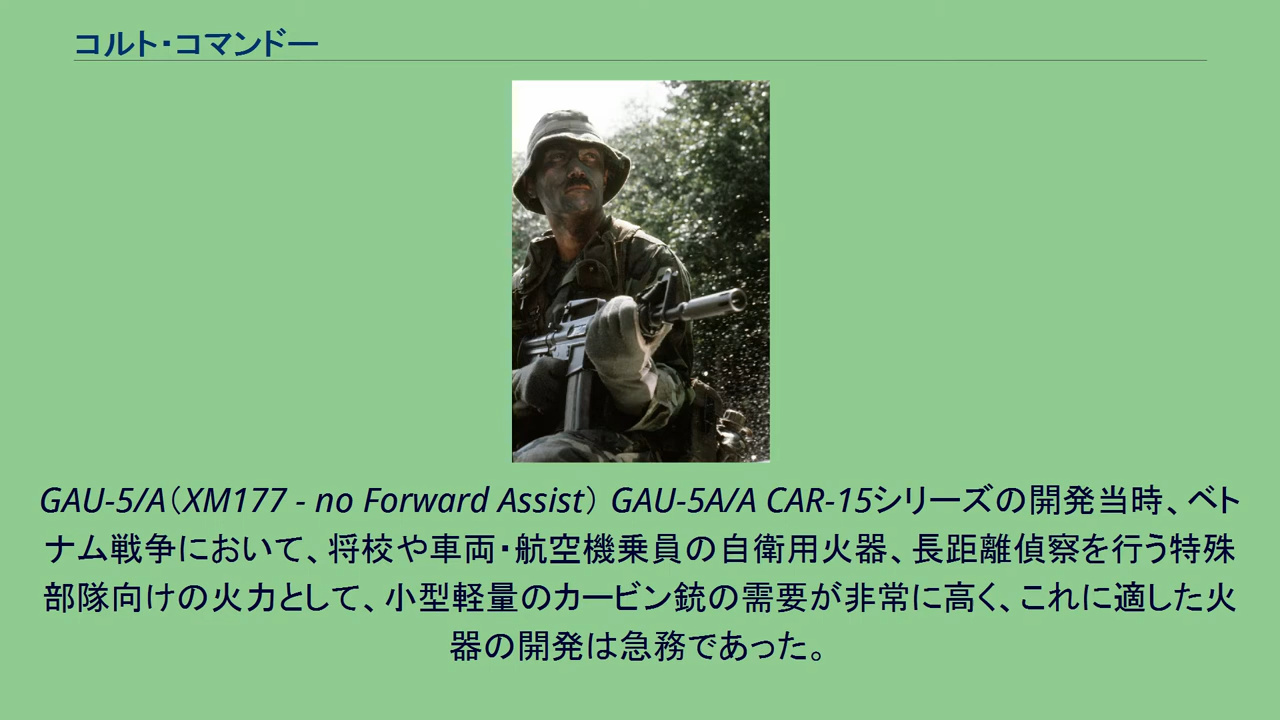 コルト・コマンドー
GAU-5/A（XM177 - no Forward Assist） GAU-5A/A CAR-15シリーズの開発当時、ベト
ナム戦争において、将校や車両・航空機乗員の自衛用火器、長距離偵察を行う特殊
部隊向けの火力として、小型軽量のカービン銃の需要が非常に高く、これに適した火
器の開発は急務であった。